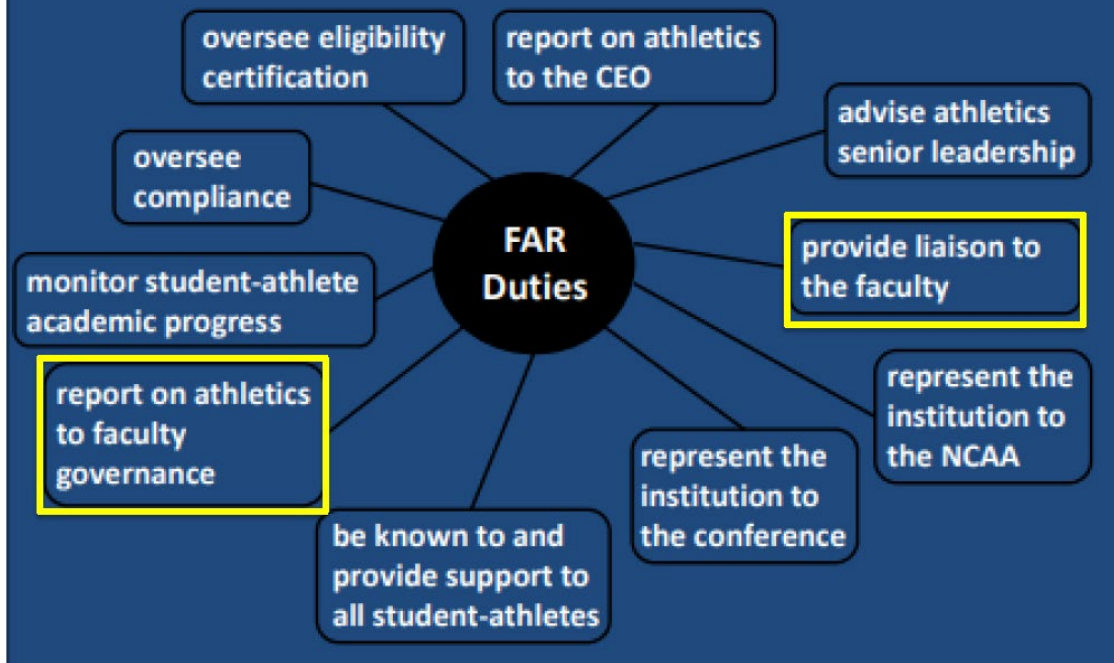 oversee eligibility
certification
report on athletics
to the CEO
advise athletics
senior leadership
oversee
compliance
FAR
Duties
provide liaison to
the faculty
monitor student-athlete
academic progress
report on athletics
to faculty
governance
represent the
institution to
the NCAA
represent the
institution to
the conference
be known to and
provide support to
all student-athletes